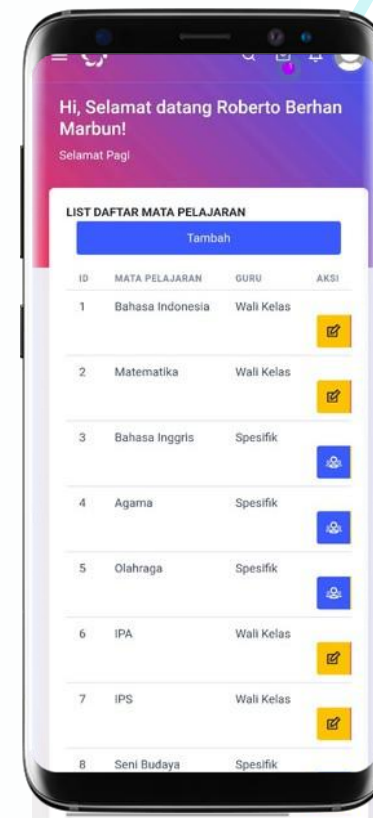 Hi, Selamat datang Roberto Berhan
Marbun!
Selamat Pagi
LIST DAFTAR MATA PELAJARAN
Tambah
ID MATA PELAJARAN GURU AKSI
1 Bahasa Indonesia Wali Kelas
2 Matematika Wali Kelas
3 Bahasa Inggris Spesifik
4 Agama Spesifik
5 Olahraga Spesifik
6 IPA Wali Kelas
7 IPS Wali Kelas
8 Seni Budaya Spesifik